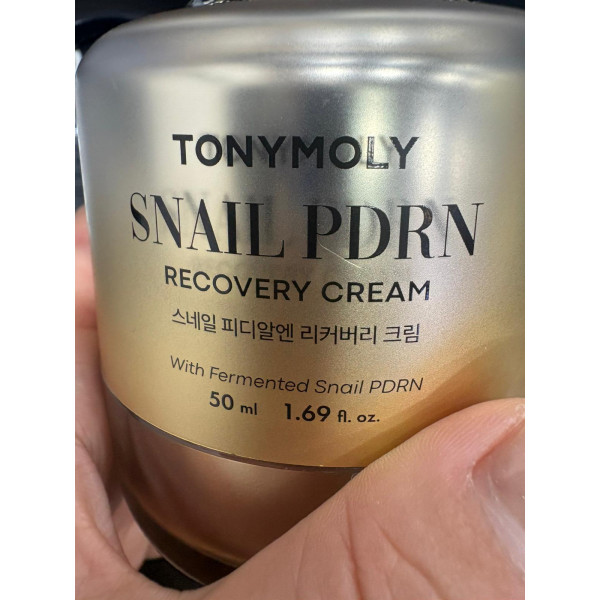 TONYMOLY
SNAIL PDRN
RECOVERY CREAM
스네일 피디알엔 리커버리 크림
With Fermented Snail PDRN
50 ml 1.69 fl. oz.